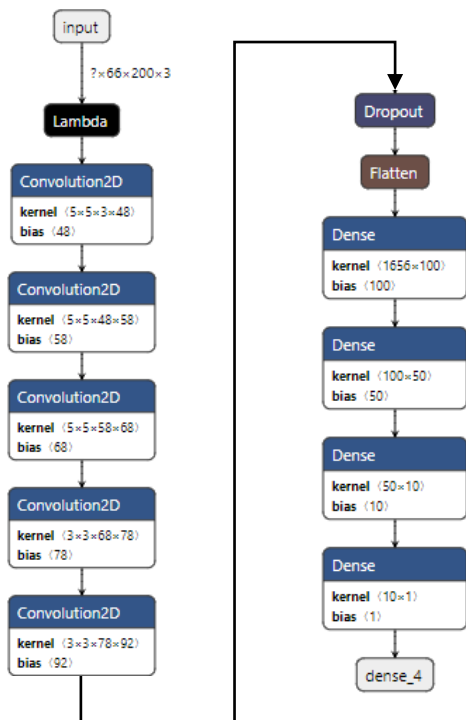 input
?×66×200×3
Lambda
Convolution2D
kernel ⟨5×5×3×48⟩
bias ⟨48⟩
Convolution2D
kernel ⟨5×5×48×58⟩
bias ⟨58⟩
Convolution2D
kernel ⟨5×5×58×68⟩
bias ⟨68⟩
Convolution2D
kernel ⟨3×3×68×78⟩
bias ⟨78⟩
Convolution2D
kernel ⟨3×3×78×92⟩
bias ⟨92⟩
Dropout
Flatten
Dense
kernel ⟨1656×100⟩
bias ⟨100⟩
Dense
kernel ⟨100×50⟩
bias ⟨50⟩
Dense
kernel ⟨50×10⟩
bias ⟨10⟩
Dense
kernel ⟨10×1⟩
bias ⟨1⟩
dense_4